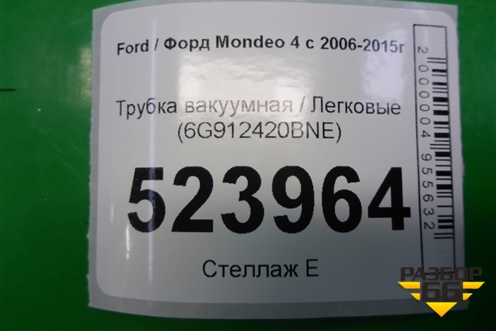 Ford / Форд Mondeo 4 с 2006-2015г
Трубка вакуумная / Легковые
(6G912420BNE)
523964
Стеллаж Е
2000004955632
РАЗБОР
66